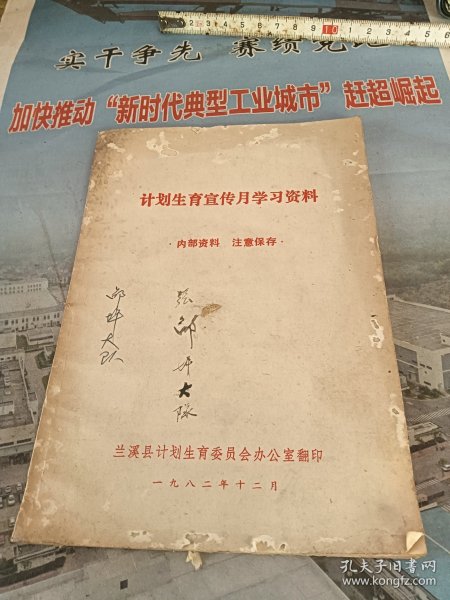 实干争先 赛绩竞比
加快推动“新时代典型工业城市”赶超崛起
计划生育宣传月学习资料
·内部资料 注意保存·
大队
大隊
兰溪县计划生育委员会办公室翻印
一九八二年十二月
孔夫子旧书网
www.kongfz.com